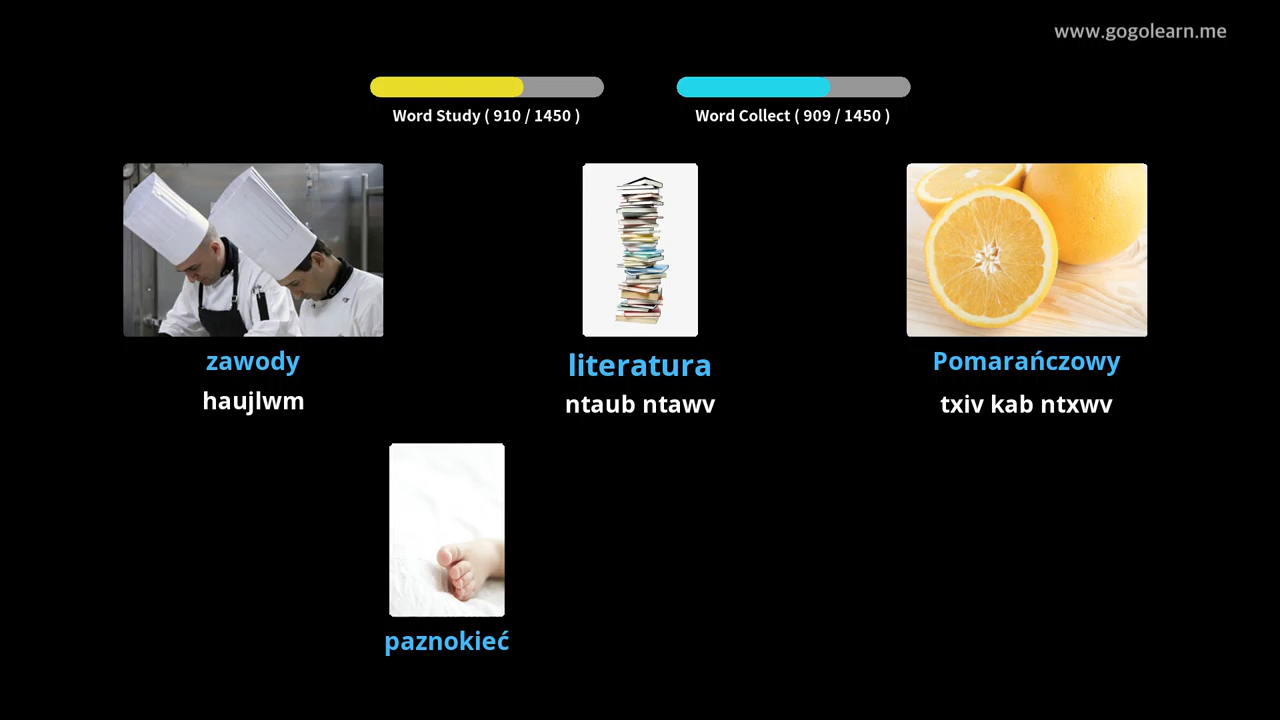 www.gogolearn.me
Word Study ( 910 / 1450 )
Word Collect ( 909 / 1450 )
zawody
haujlwm
literatura
ntaub ntawv
Pomarańczowy
txiv kab ntxwv
paznokieć